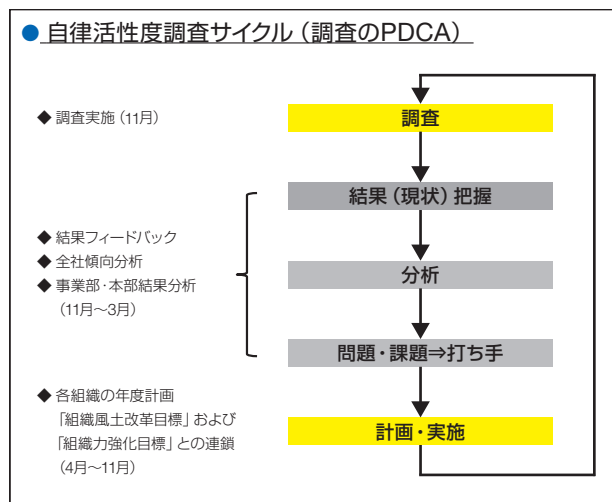 ● 自律活性度調査サイクル（調査のPDCA）
◆ 調査実施（11月）
調査
結果（現状）把握
◆ 結果フィードバック
◆ 全社傾向分析
◆ 事業部・本部結果分析
（11月〜3月）
分析
問題・課題⇒打ち手
◆ 各組織の年度計画
「組織風土改革目標」および
「組織力強化目標」との連鎖
（4月〜11月）
計画・実施